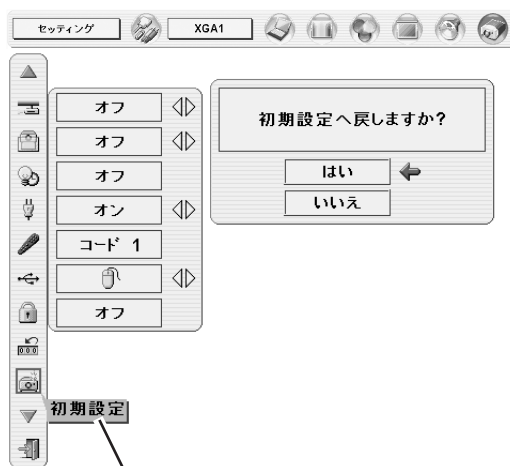 セッティング
XGA1
オフ
オフ
オフ
オン
コード 1
オフ
初期設定へ戻しますか?
はい
いいえ
初期設定